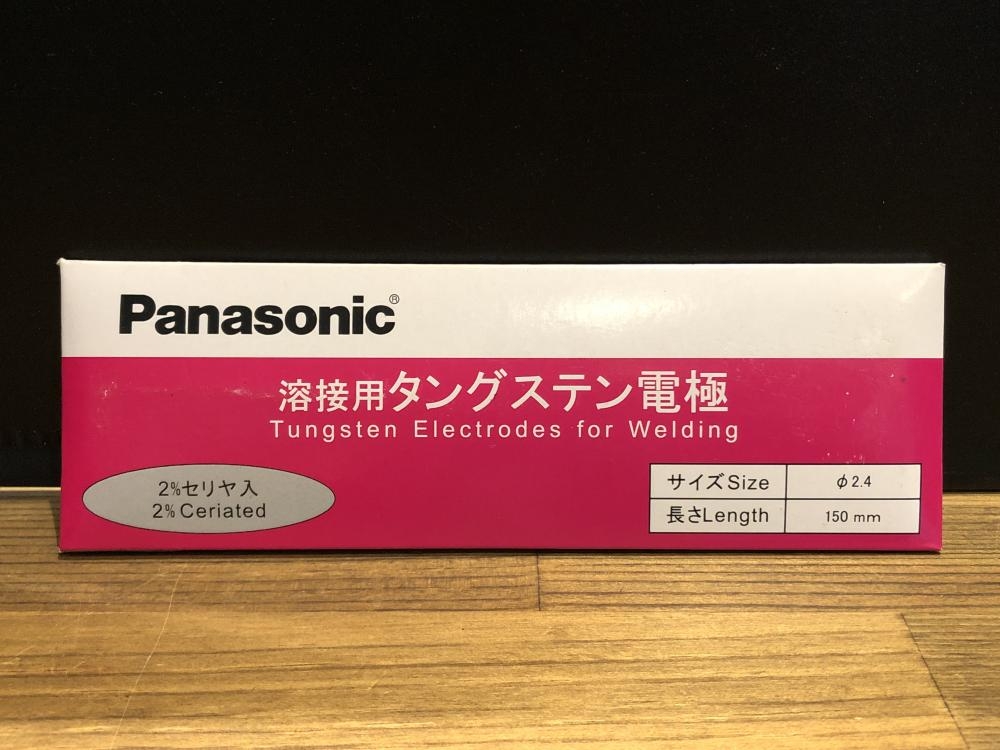 Panasonic®
溶接用タングステン電極
Tungsten Electrodes for Welding
2%セリヤ入
2% Ceriated
サイズSize φ2.4
長さLength 150 mm